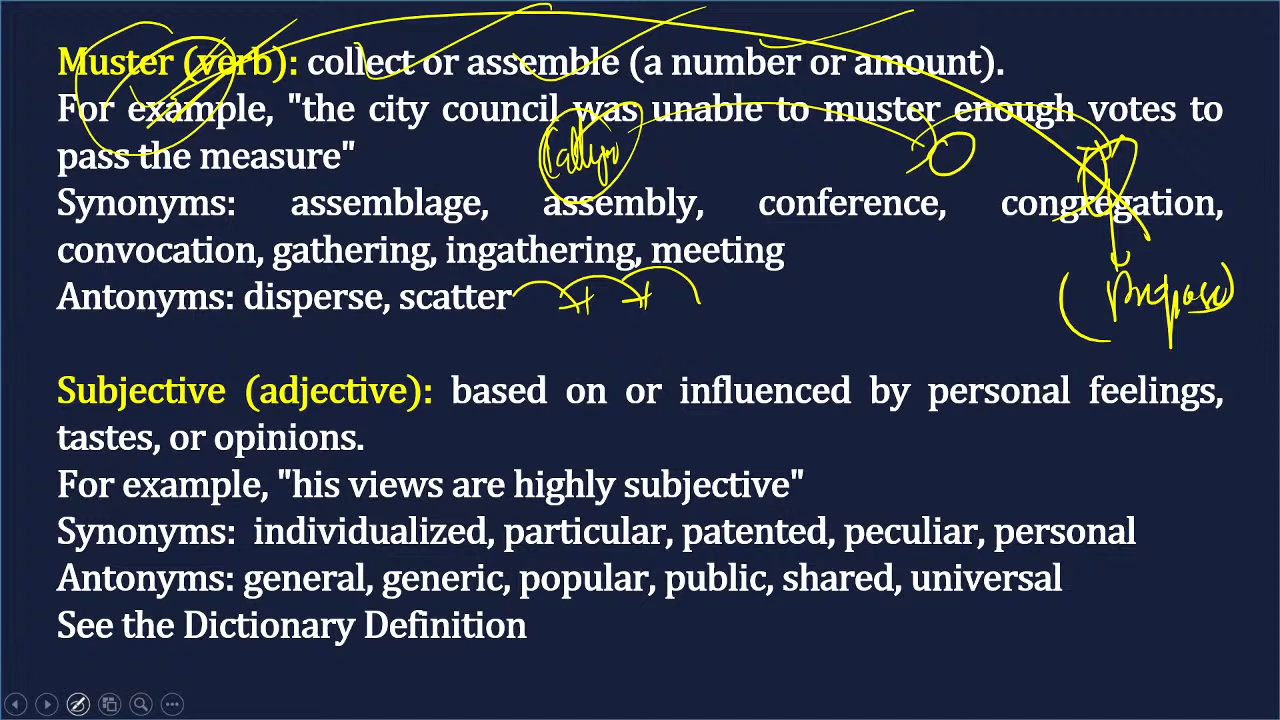 Muster (verb): collect or assemble (a number or amount).
For example, "the city council was unable to muster enough votes to
pass the measure"
Synonyms: assemblage, assembly, conference, congregation,
convocation, gathering, ingathering, meeting
Antonyms: disperse, scatter
Subjective (adjective): based on or influenced by personal feelings,
tastes, or opinions.
For example, "his views are highly subjective"
Synonyms: individualized, particular, patented, peculiar, personal
Antonyms: general, generic, popular, public, shared, universal
See the Dictionary Definition